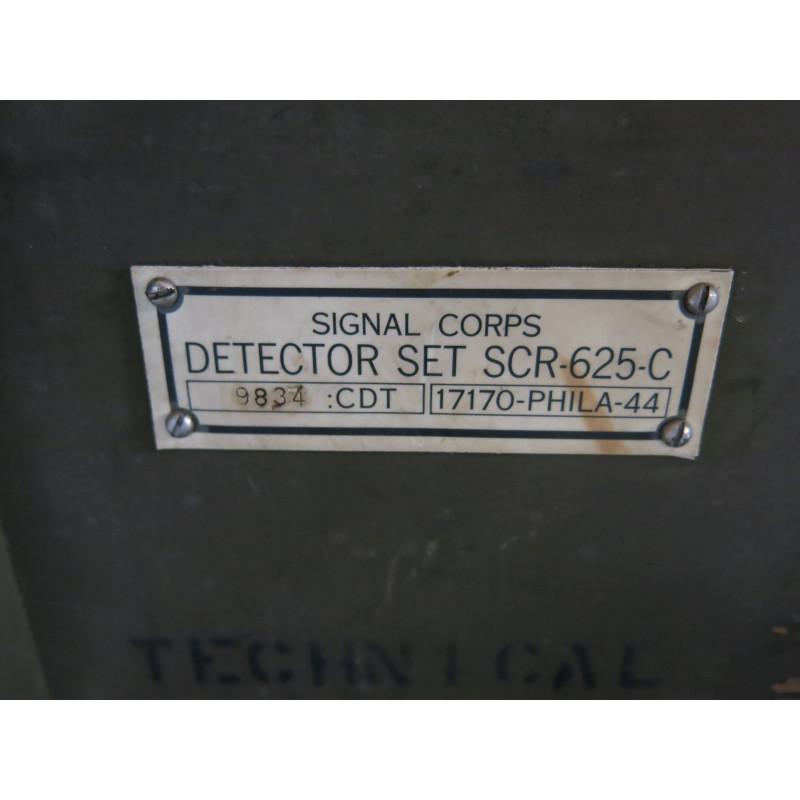 SIGNAL CORPS
DETECTOR SET SCR-625-C
9834 :CDT 17170-PHILA-44
TECHNICAL